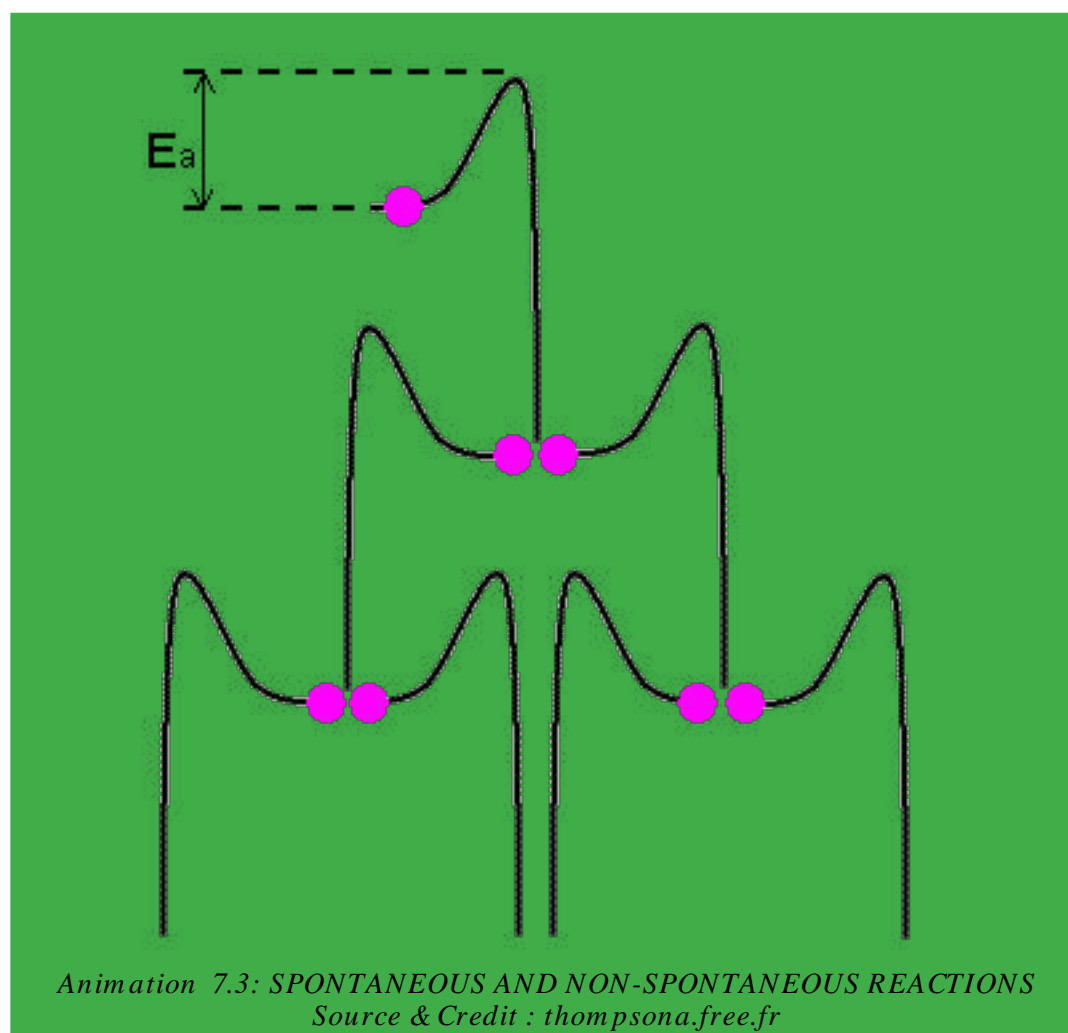 Ea
Animation 7.3: SPONTANEOUS AND NON-SPONTANEOUS REACTIONS
Source & Credit : thompsona.free.fr